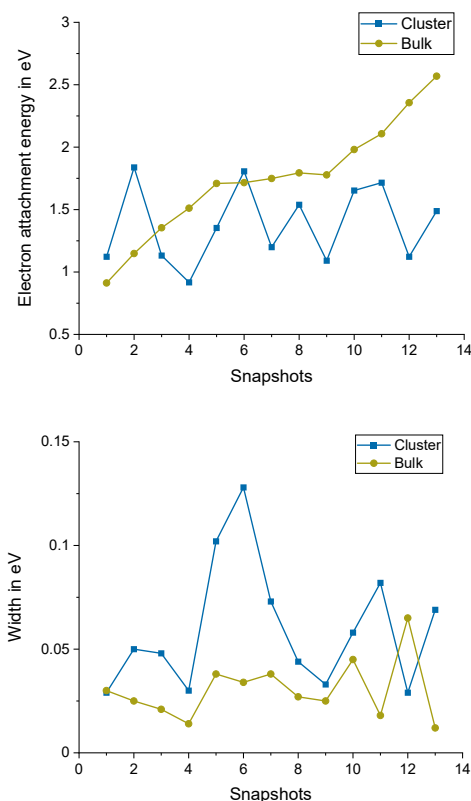 Cluster
Bulk
Electron attachment energy in eV
3
2.5
2
1.5
1
0.5
0 2 4 6 8 10 12 14
Snapshots
Cluster
Bulk
Width in eV
0.15
0.1
0.05
0
0 2 4 6 8 10 12 14
Snapshots